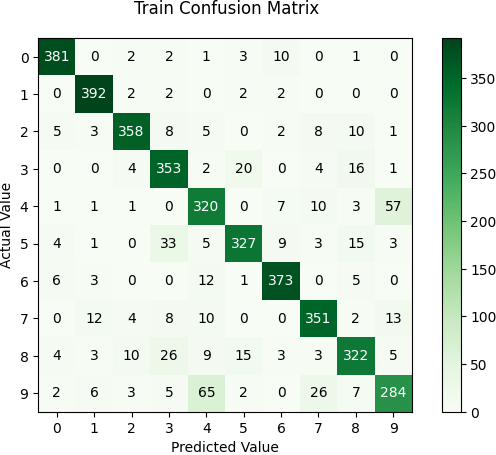 Train Confusion Matrix
Actual Value
0 381 0 2 2 1 3 10 0 1 0
1 0 392 2 2 0 2 2 0 0 0
2 5 3 358 8 5 0 2 8 10 1
3 0 0 4 353 2 20 0 4 16 1
4 1 1 1 0 320 0 7 10 3 57
5 4 1 0 33 5 327 9 3 15 3
6 6 3 0 0 12 1 373 0 5 0
7 0 12 4 8 10 0 0 351 2 13
8 4 3 10 26 9 15 3 3 322 5
9 2 6 3 5 65 2 0 26 7 284
0 1 2 3 4 5 6 7 8 9
Predicted Value
350
300
250
200
150
100
50
0